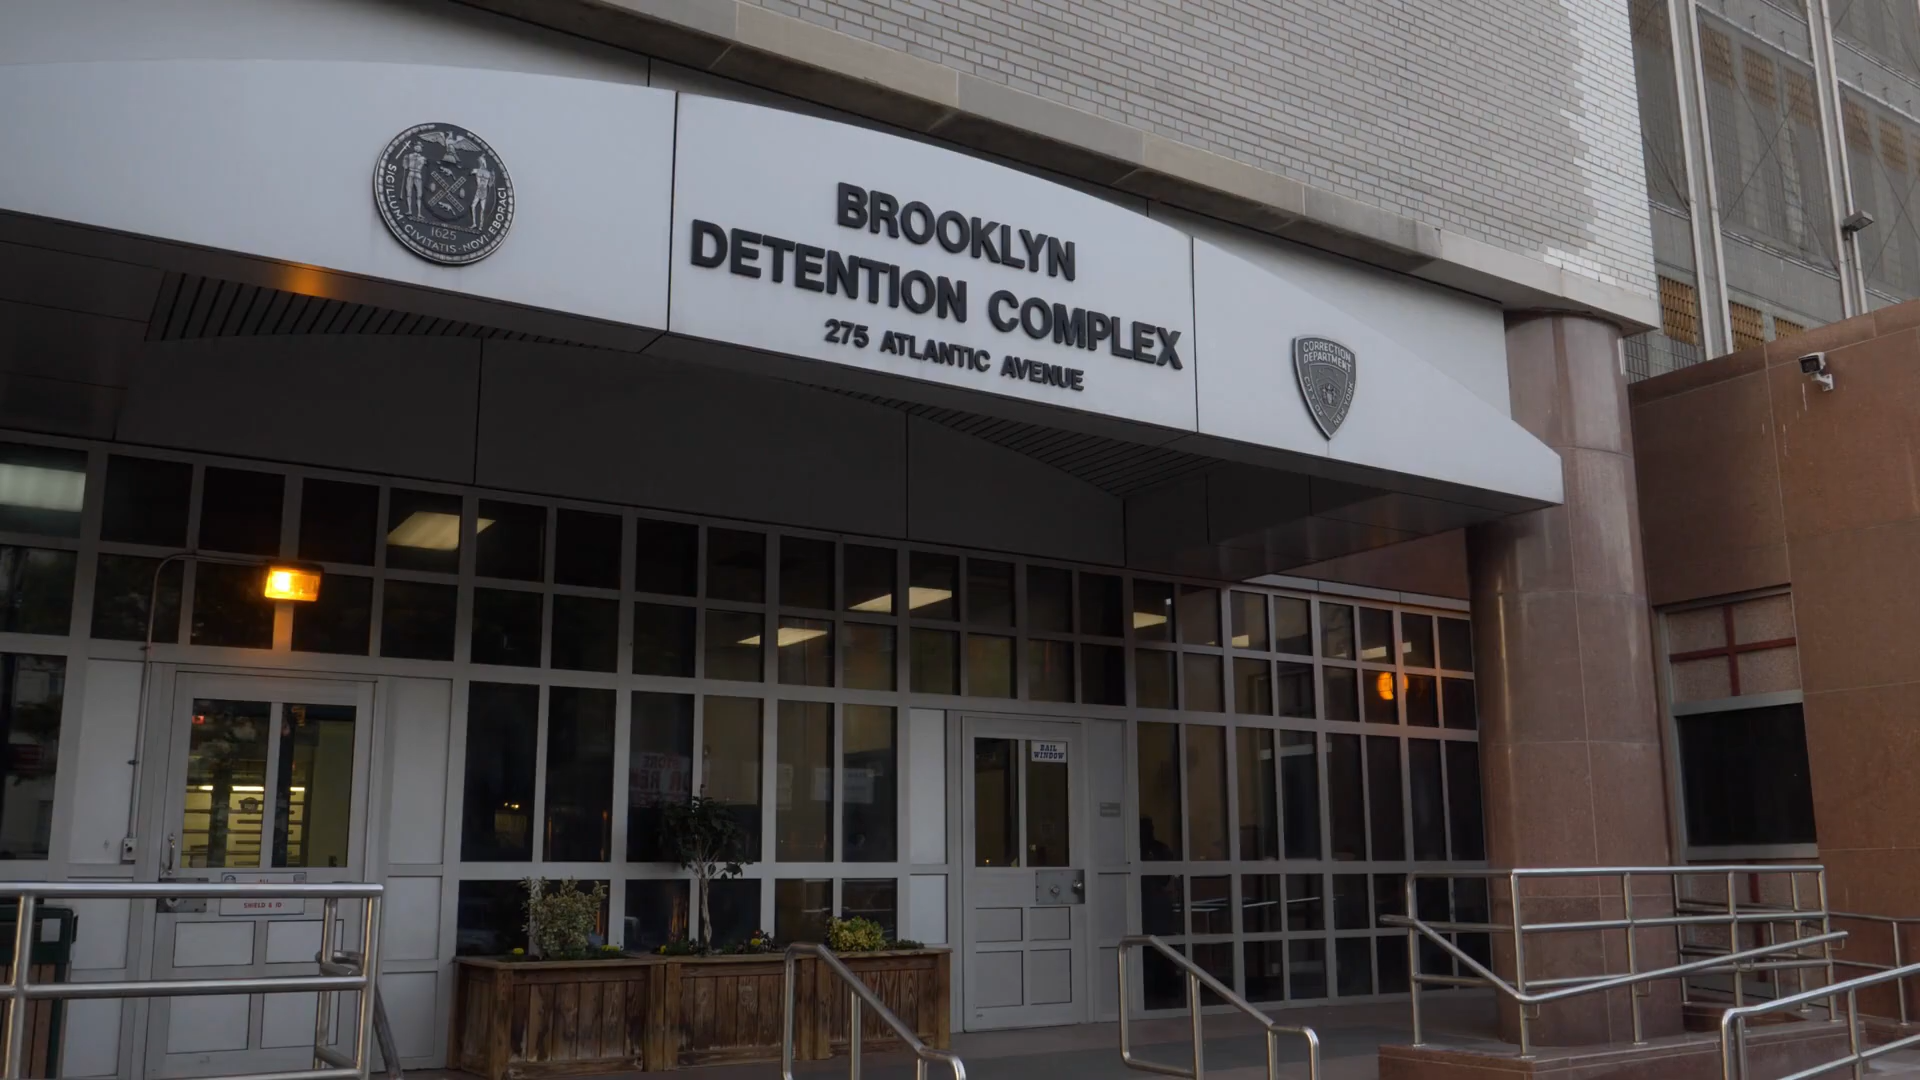 SIGILLUM · CIVITATIS · NOVI EBORACI
1625
BROOKLYN
DETENTION COMPLEX
275 ATLANTIC AVENUE
CORRECTION
DEPARTMENT
CITY OF
NEW YORK
BAIL
WINDOW
STORE
SHIELD & ID